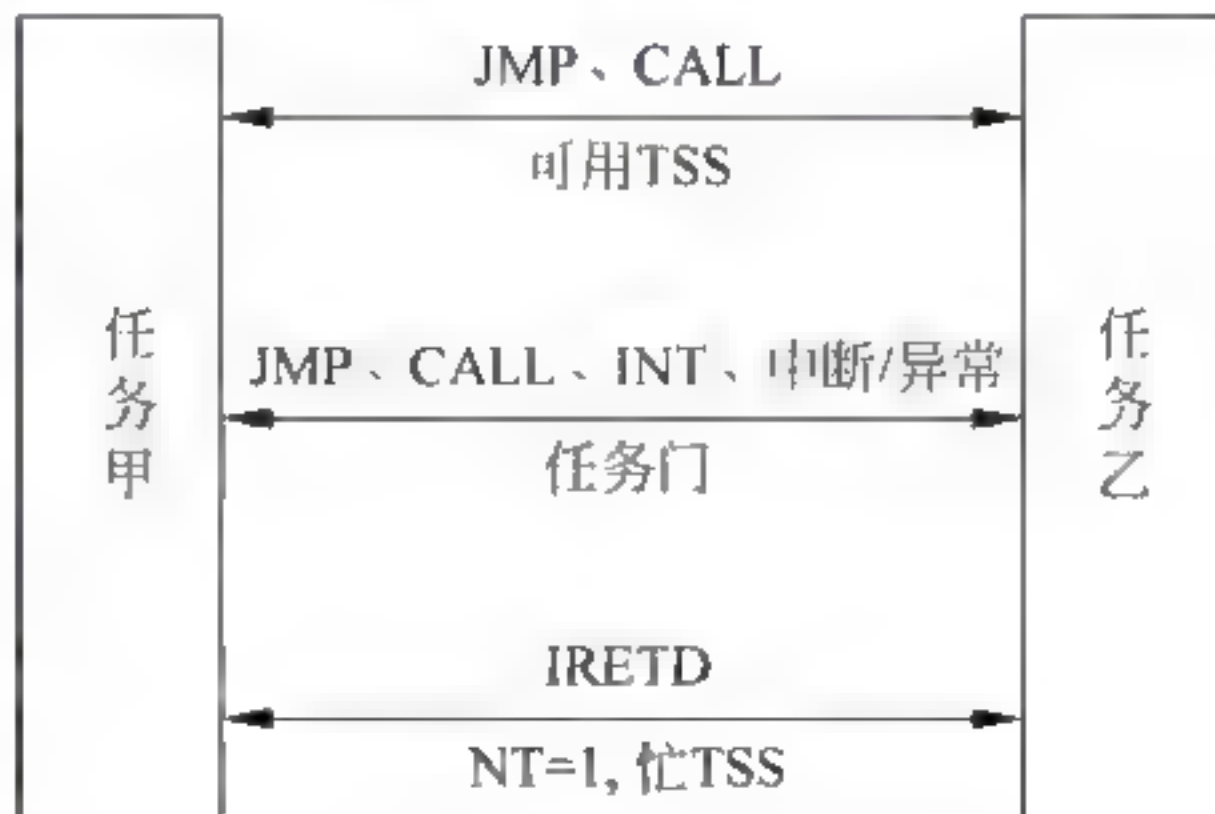 JMP、CALL
可用TSS
任务甲
JMP、CALL、INT、中断/异常
任务门
任务乙
IRETD
NT=1, 忙TSS